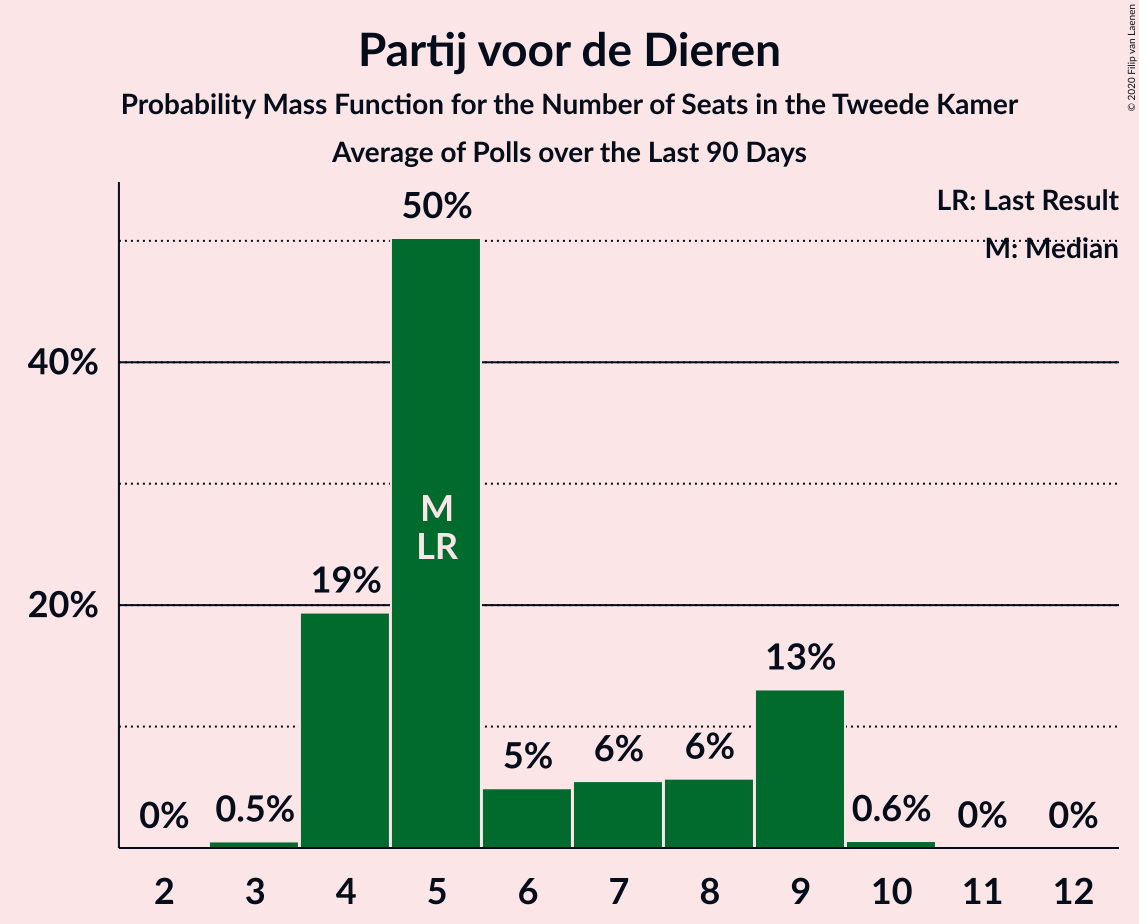 Partij voor de Dieren
Probability Mass Function for the Number of Seats in the Tweede Kamer
Average of Polls over the Last 90 Days
© 2020 Filip van Laenen
LR: Last Result
M: Median
50%
40%
M
LR
19%
20%
13%
5%
6%
6%
0%
0.5%
0.6%
0%
0%
2 3 4 5 6 7 8 9 10 11 12